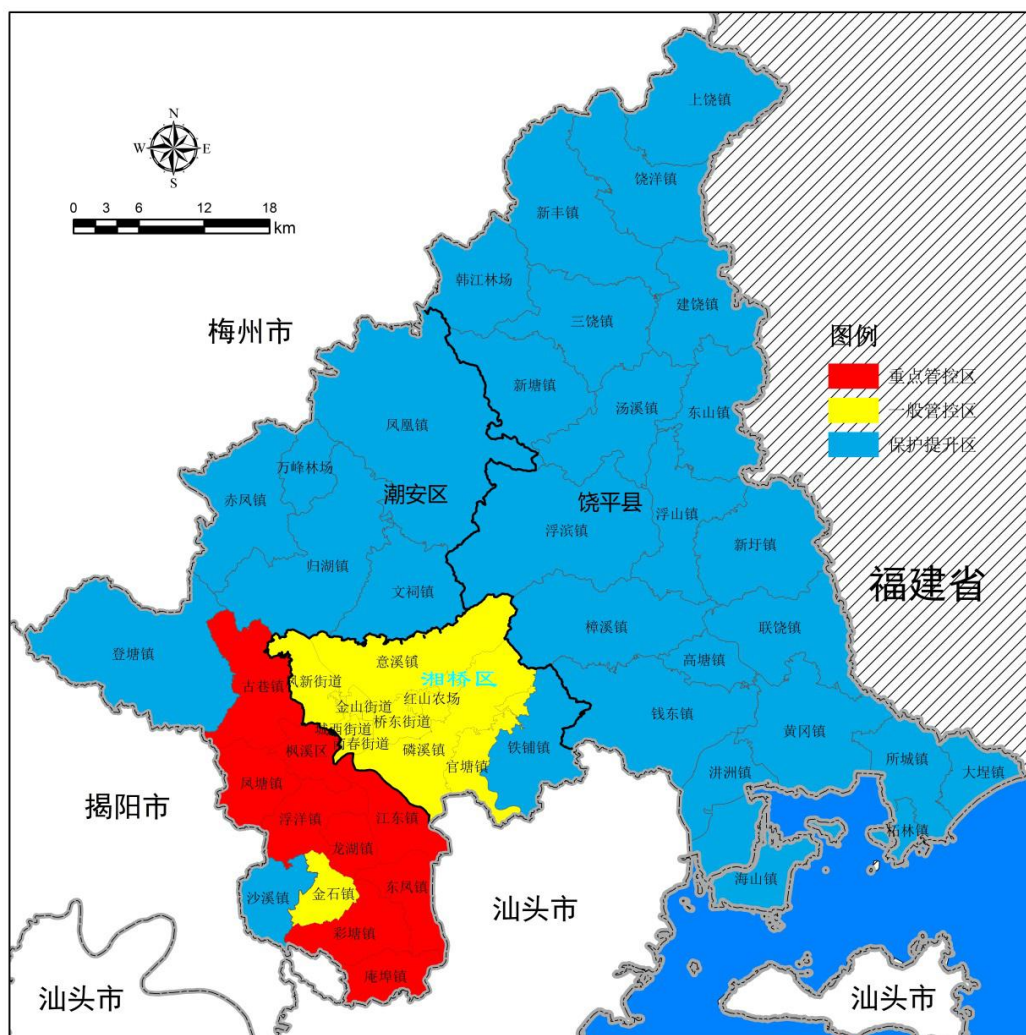 上饶镇
N
W E
S
饶洋镇
新丰镇
0 3 6 12 18
km
韩江林场
建饶镇
三饶镇
梅州市
图例
重点管控区
一般管控区
保护提升区
新塘镇
汤溪镇
东山镇
凤凰镇
万峰林场
潮安区
赤凤镇
饶平县
浮山镇
浮滨镇
新圩镇
归湖镇
福建省
文祠镇
樟溪镇
联饶镇
登塘镇
意溪镇
高塘镇
湘桥区
凤新街道
古巷镇
红山农场
金山街道
钱东镇
桥东街道
黄冈镇
城西街道
南春街道
枫溪区
磷溪镇
铁铺镇
官塘镇
所城镇
大埕镇
汫洲镇
凤塘镇
揭阳市
浮洋镇
江东镇
柘林镇
龙湖镇
海山镇
东凤镇
沙溪镇
金石镇
汕头市
彩塘镇
庵埠镇
汕头市
汕头市